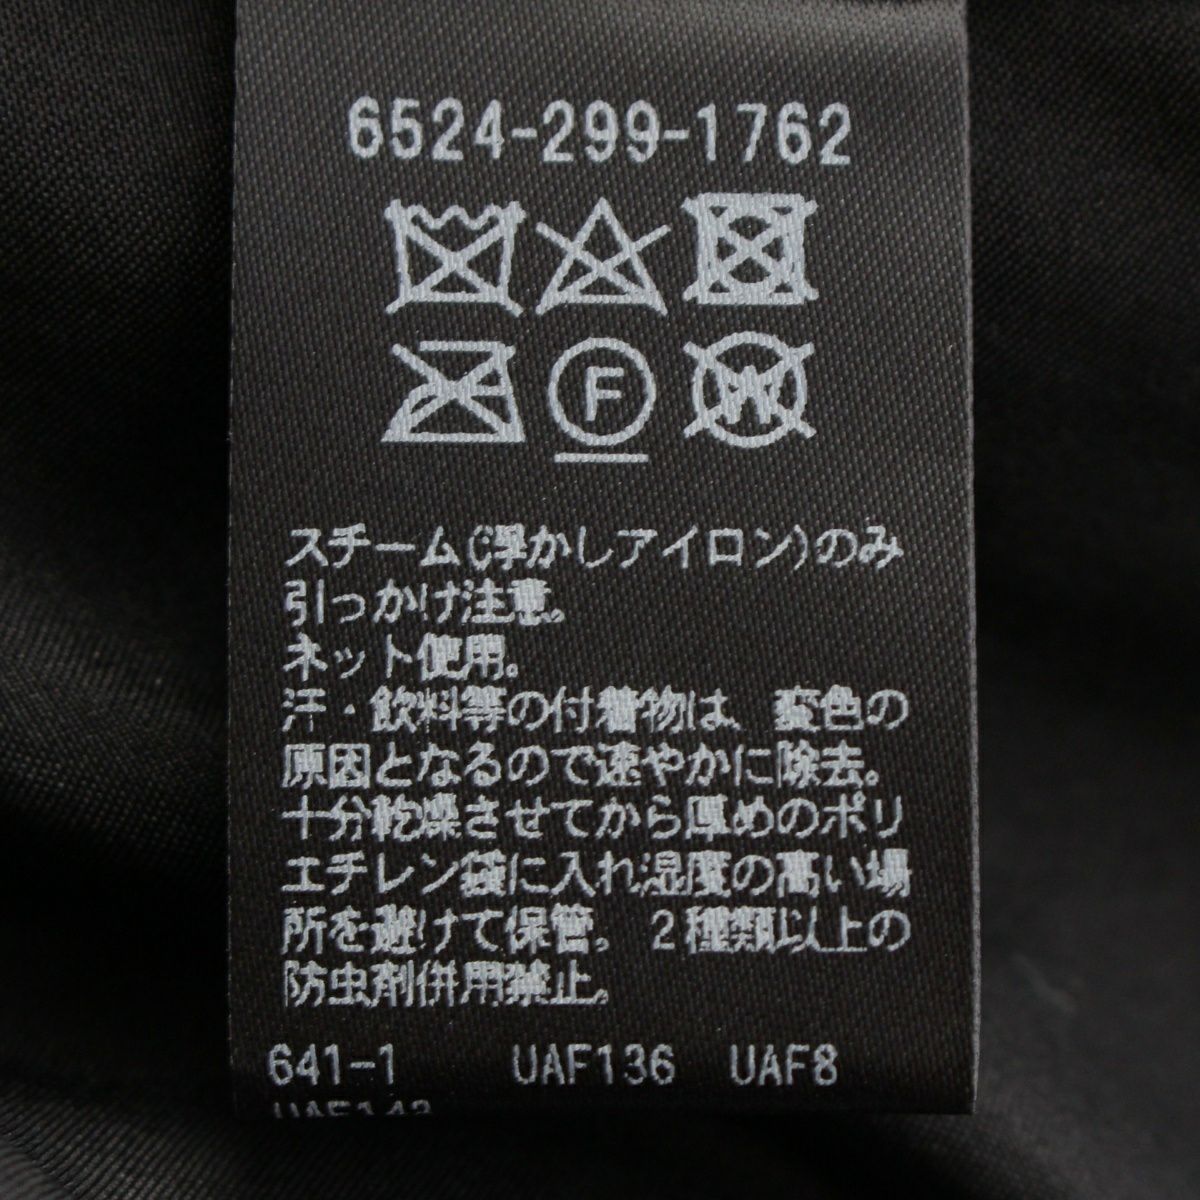 6524-299-1762
F
W
スチーム(浮かしアイロン)のみ
引っかけ注意。
ネット使用。
汗・飲料等の付着物は、変色の
原因となるので速やかに除去。
十分乾燥させてから厚めのポリ
エチレン袋に入れ湿度の高い場
所を避けて保管。2種類以上の
防虫剤併用禁止。
641-1 UAF136 UAF8
UAF142